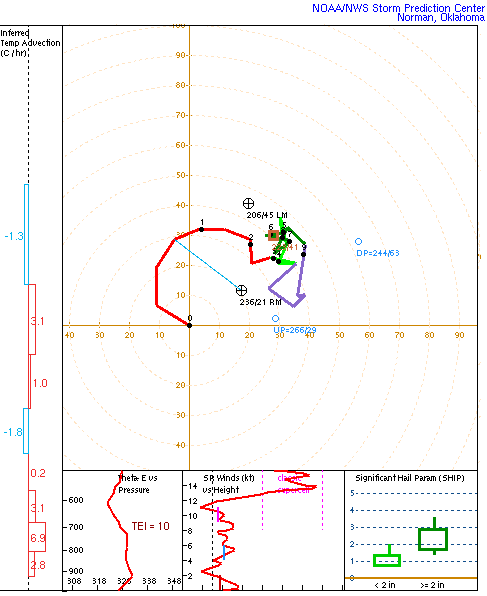 NOAA/NWS Storm Prediction Center
Norman, Oklahoma
Inferred
Temp Advection
(C / hr)
100
90
80
70
60
50
206/45 LM
40
1
2
6
30
DP=244/63
20
-1.3
236/21 RM
10
0
UP=266/29
40 30 20 10 10 20 30 40 50 60 70 80 90
3.1
10
20
1.0
30
-1.8
40
0.2
3.1
6.9
2.8
Theta-E vs
Pressure
600
700
800
900
TEI = 10
308 318 328 338 348
SR Winds (kt)
vs Height
classic
supercell
14
12
10
8
6
4
2
Significant Hail Param (SHIP)
5
4
3
2
1
0
< 2 in >= 2 in